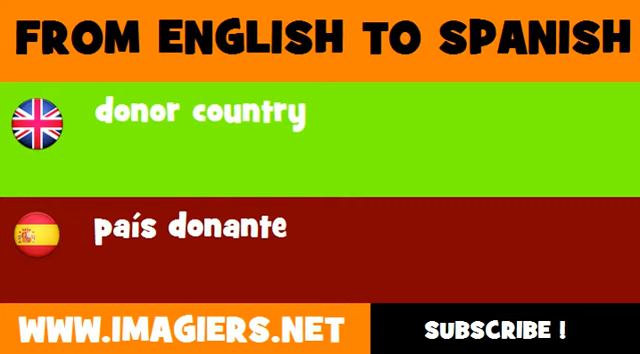 FROM ENGLISH TO SPANISH
donor country
país donante
WWW.IMAGIERS.NET
SUBSCRIBE !